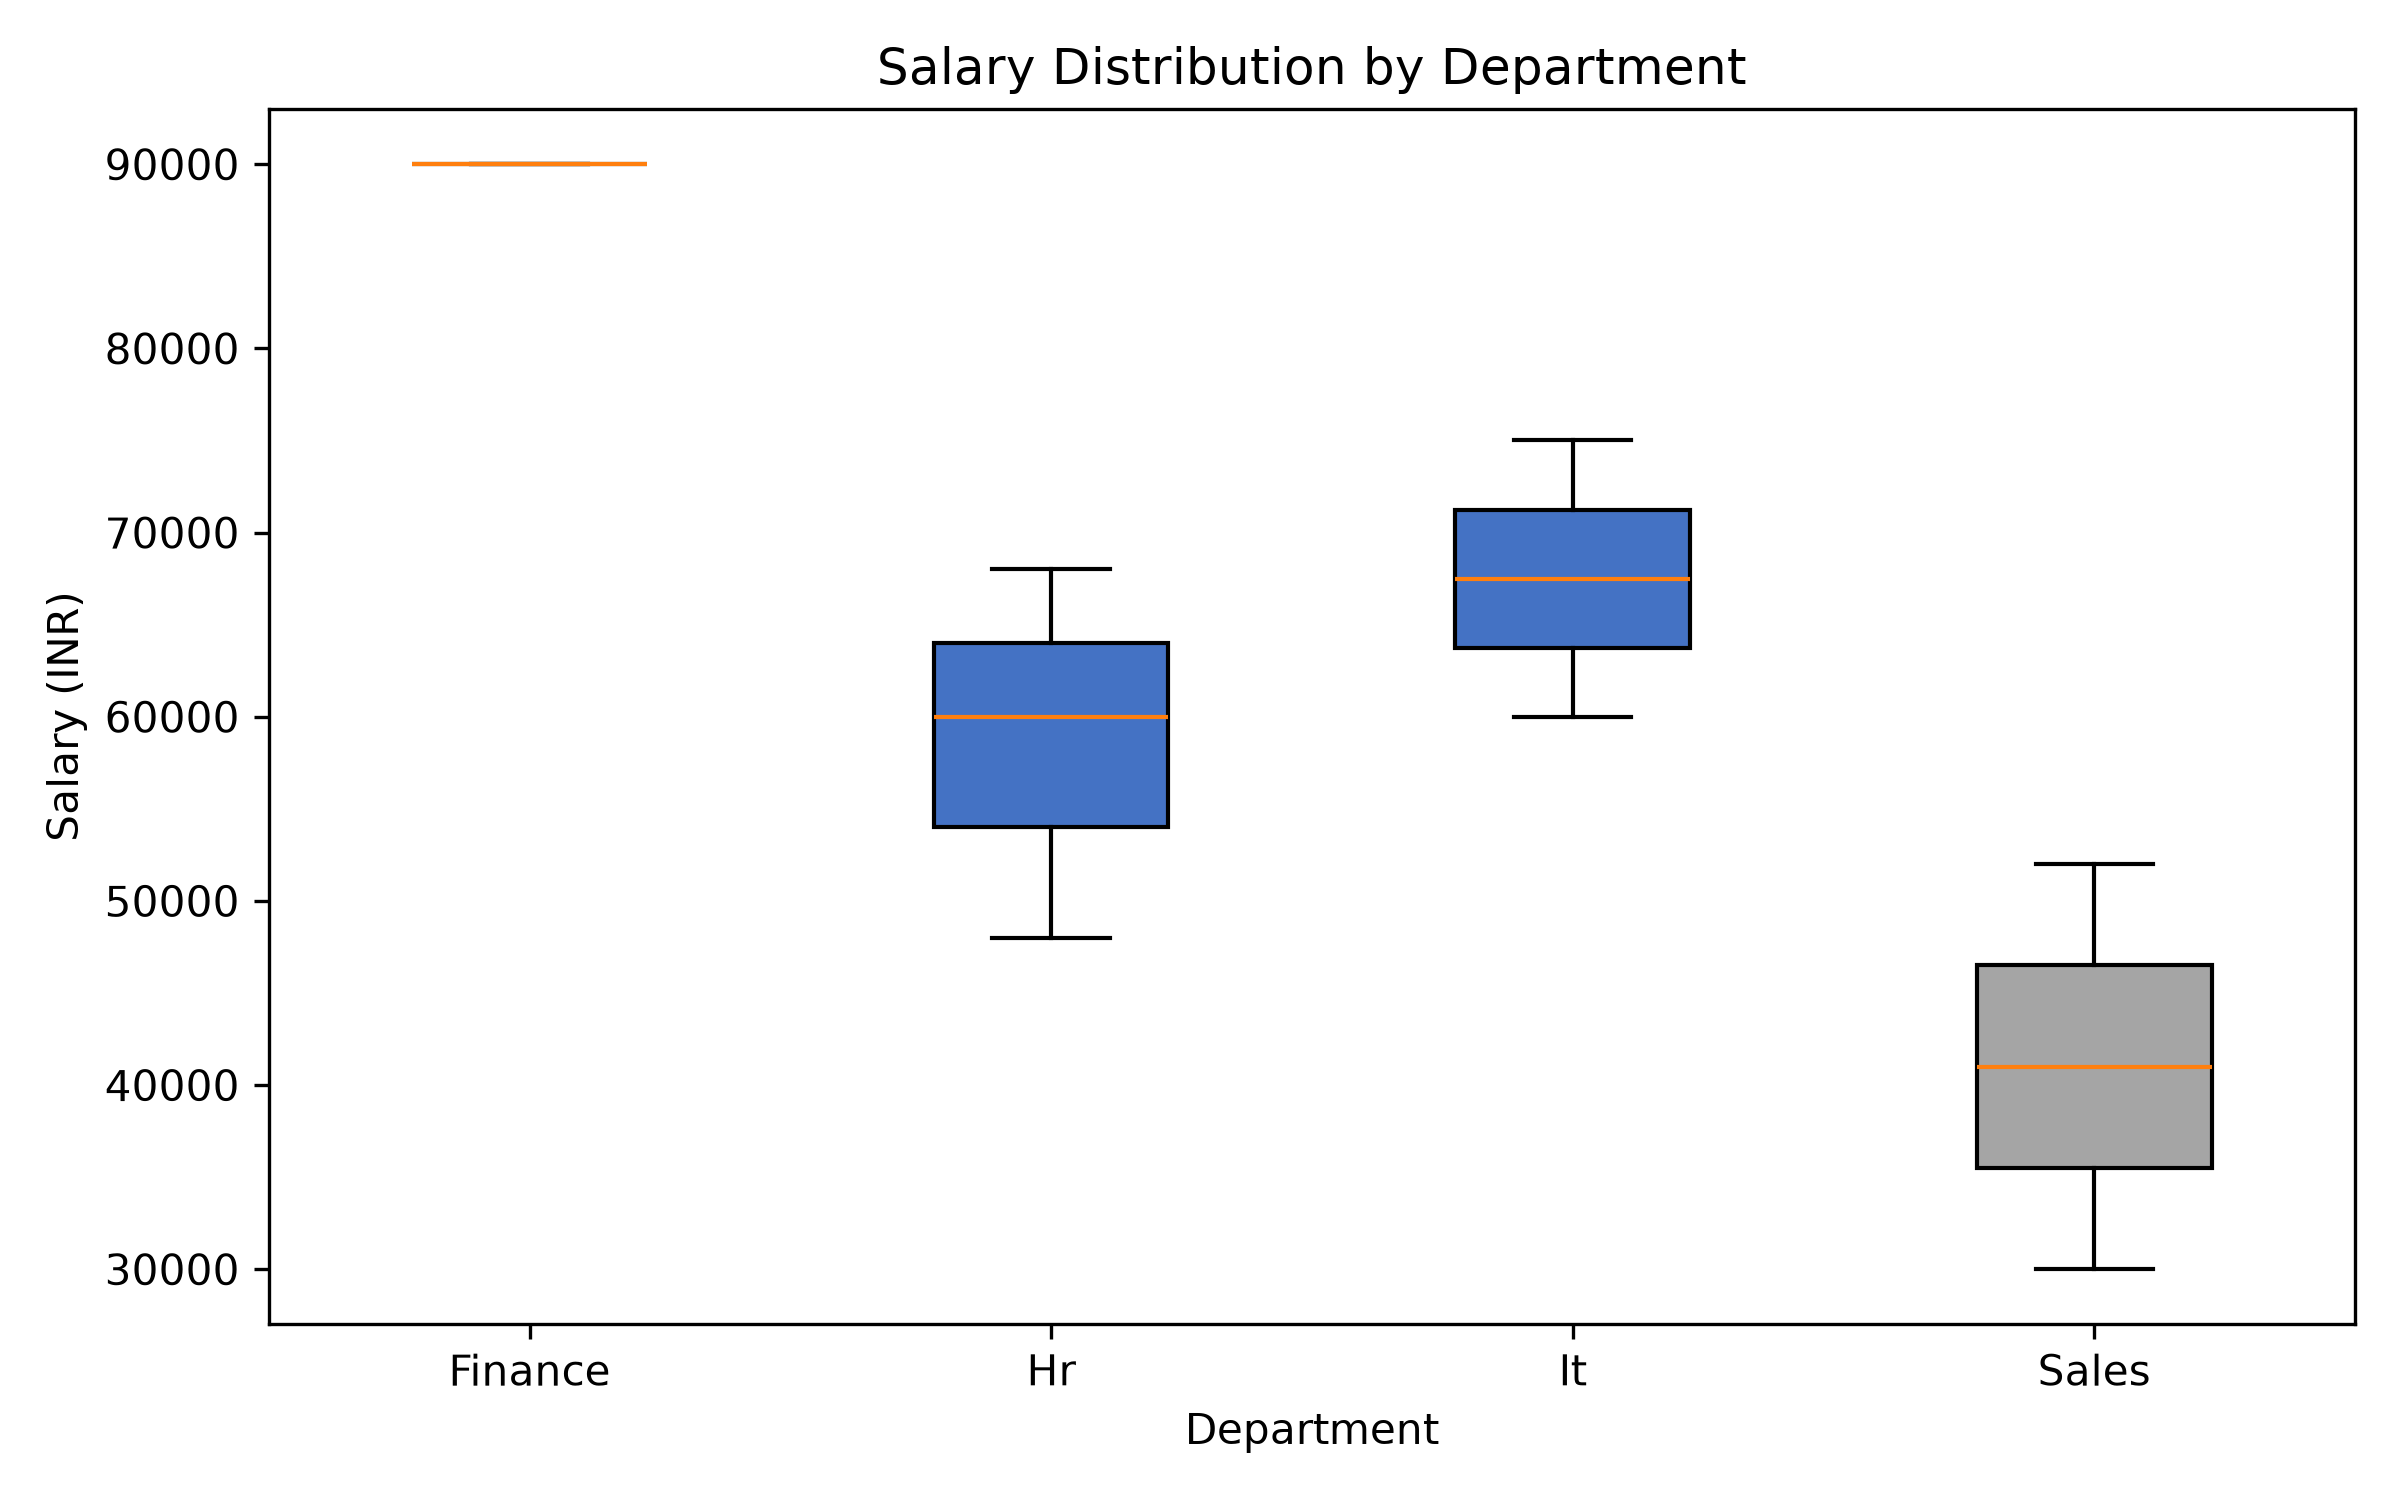 Salary Distribution by Department
90000
80000
70000
60000
50000
40000
30000
Salary (INR)
Finance Hr It Sales
Department